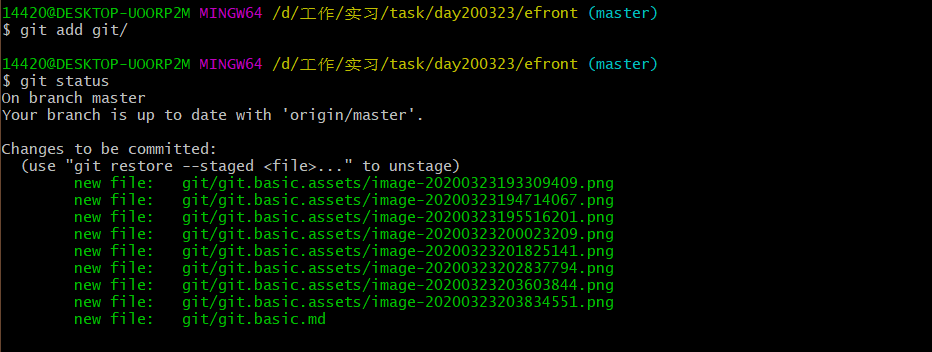 14420@DESKTOP-UOORP2M MINGW64 /d/工作/实习/task/day200323/efront (master)
$ git add git/
14420@DESKTOP-UOORP2M MINGW64 /d/工作/实习/task/day200323/efront (master)
$ git status
On branch master
Your branch is up to date with 'origin/master'.
Changes to be committed:
  (use "git restore --staged <file>..." to unstage)
        new file:   git/git.basic.assets/image-20200323193309409.png
        new file:   git/git.basic.assets/image-20200323194714067.png
        new file:   git/git.basic.assets/image-20200323195516201.png
        new file:   git/git.basic.assets/image-20200323200023209.png
        new file:   git/git.basic.assets/image-20200323201825141.png
        new file:   git/git.basic.assets/image-20200323202837794.png
        new file:   git/git.basic.assets/image-20200323203603844.png
        new file:   git/git.basic.assets/image-20200323203834551.png
        new file:   git/git.basic.md